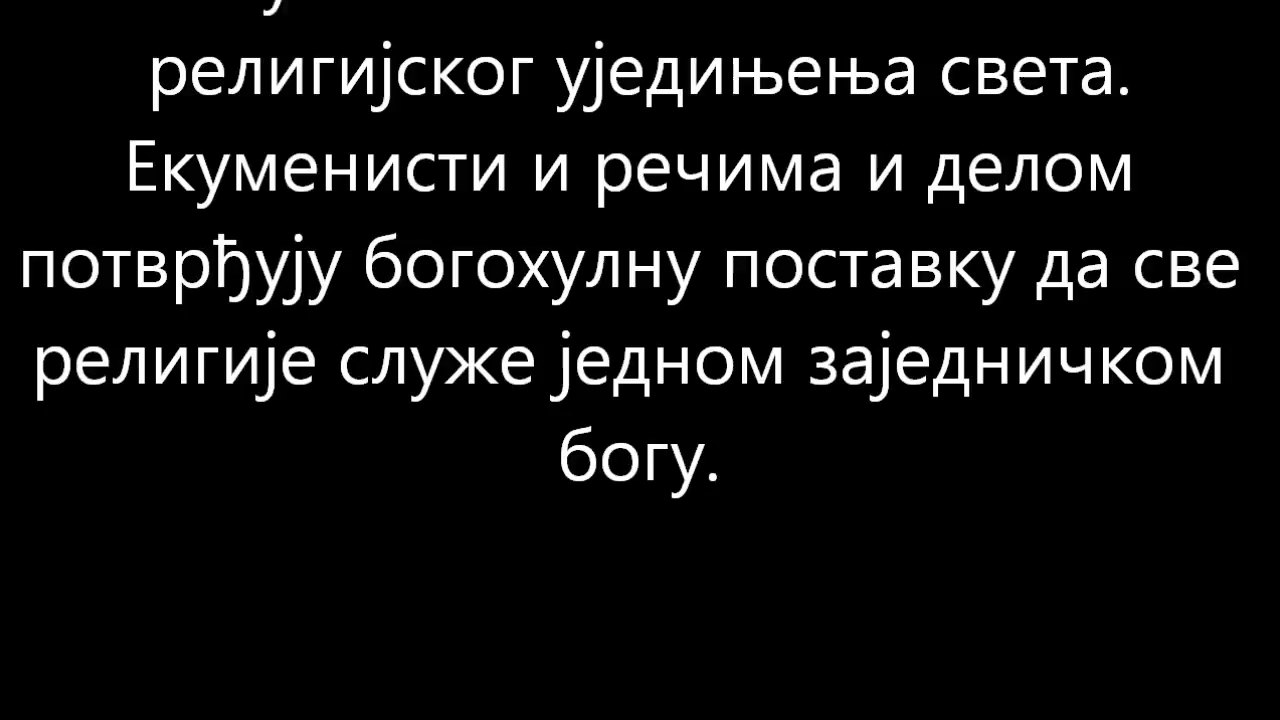 религијског уједињења света.
Екуменисти и речима и делом
потврђују богохулну поставку да све
религије служе једном заједничком
богу.